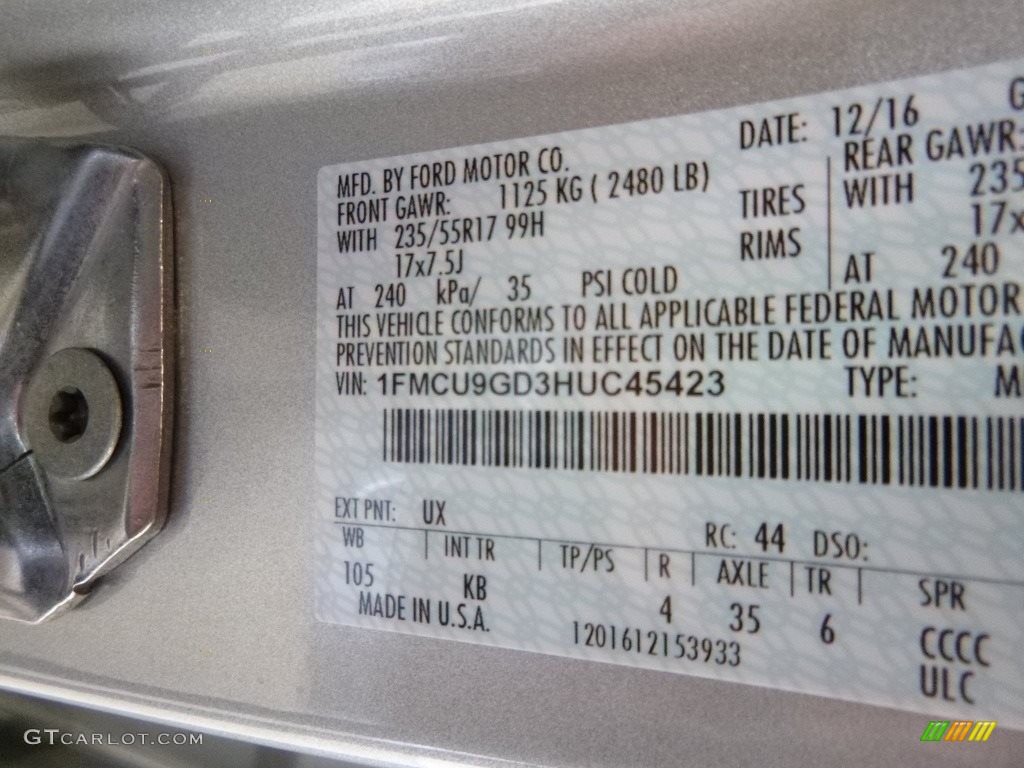 MFD. BY FORD MOTOR CO. DATE: 12/16 G
FRONT GAWR: 1125 KG ( 2480 LB) REAR GAWR:
WITH 235/55R17 99H TIRES WITH 235
17x7.5J RIMS 17x
AT 240 kPa/ 35 PSI COLD AT 240
THIS VEHICLE CONFORMS TO ALL APPLICABLE FEDERAL MOTOR
PREVENTION STANDARDS IN EFFECT ON THE DATE OF MANUFA
VIN: 1FMCU9GD3HUC45423 TYPE: M
EXT PNT: UX RC: 44 DSO:
WB INT TR TP/PS R AXLE TR SPR
105 KB 4 35 6 CCCC
MADE IN U.S.A. 1201612153933 ULC
GTCARLOT.COM